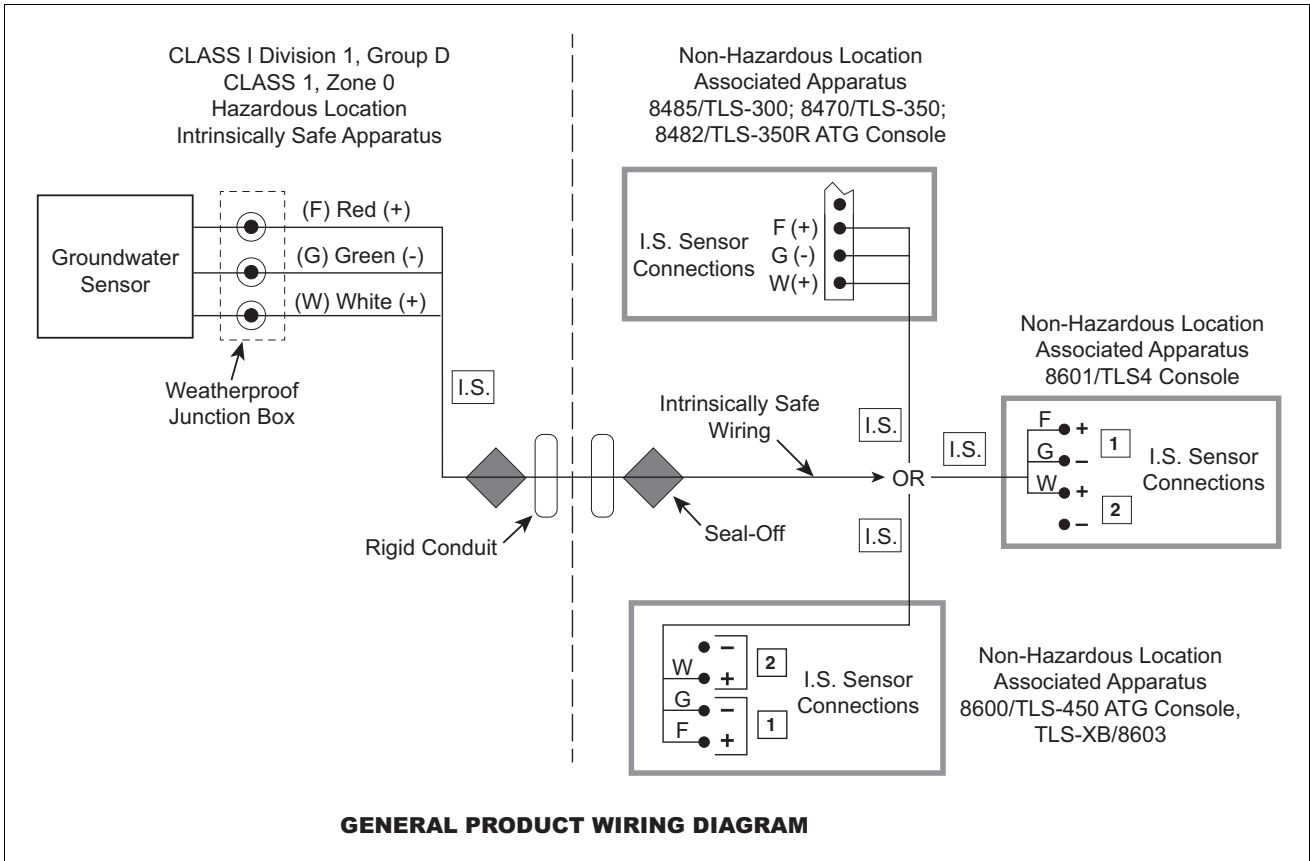 CLASS I Division 1, Group D
CLASS 1, Zone 0
Hazardous Location
Intrinsically Safe Apparatus
Non-Hazardous Location
Associated Apparatus
8485/TLS-300; 8470/TLS-350;
8482/TLS-350R ATG Console
Groundwater
Sensor
(F) Red (+)
(G) Green (-)
(W) White (+)
Weatherproof
Junction Box
I.S.
I.S. Sensor
Connections
F (+)
G (-)
W(+)
Non-Hazardous Location
Associated Apparatus
8601/TLS4 Console
Intrinsically Safe
Wiring
I.S.
OR
I.S.
I.S.
F
+
1
G
–
W
+
2
–
I.S. Sensor
Connections
Rigid Conduit
Seal-Off
–
2
W
+
G
–
1
F
+
I.S. Sensor
Connections
Non-Hazardous Location
Associated Apparatus
8600/TLS-450 ATG Console,
TLS-XB/8603
GENERAL PRODUCT WIRING DIAGRAM